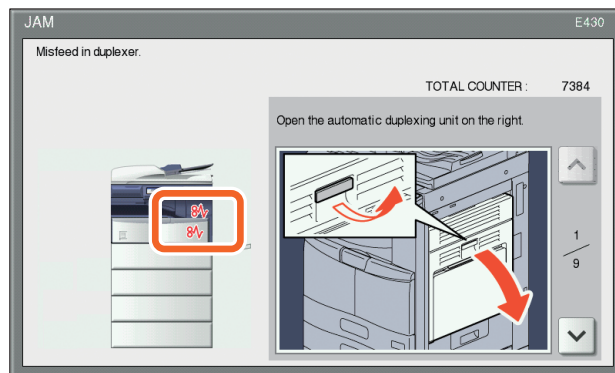 JAM
E430
Misfeed in duplexer.
TOTAL COUNTER :
7384
Open the automatic duplexing unit on the right.
1
9